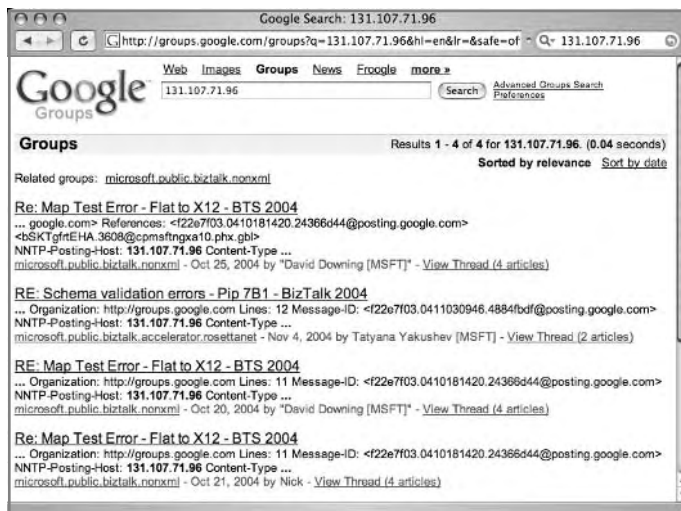 Google Search: 131.107.71.96
http://groups.google.com/groups?q=131.107.71.96&hl=en&lr=&safe=of
131.107.71.96
Google
Groups
Web Images Groups News Froogle more »
131.107.71.96
Search
Advanced Groups Search
Preferences
Groups
Results 1 - 4 of 4 for 131.107.71.96. (0.04 seconds)
Sorted by relevance Sort by date
Related groups: microsoft.public.biztalk.nonxml
Re: Map Test Error - Flat to X12 - BTS 2004
... google.com> References: <f22e7f03.0410181420.24366d44@posting.google.com>
<bSKTgfrtEHA.3608@cpmsftngxa10.phx.gbl>
NNTP-Posting-Host: 131.107.71.96 Content-Type ...
microsoft.public.biztalk.nonxml - Oct 25, 2004 by "David Downing [MSFT]" - View Thread (4 articles)
RE: Schema validation errors - Pip 7B1 - BizTalk 2004
... Organization: http://groups.google.com Lines: 12 Message-ID: <f22e7f03.0411030946.4884fbdf@posting.google.com>
NNTP-Posting-Host: 131.107.71.96 Content-Type ...
microsoft.public.biztalk.accelerator.rosettanet - Nov 4, 2004 by Tatyana Yakushev [MSFT] - View Thread (2 articles)
RE: Map Test Error - Flat to X12 - BTS 2004
... Organization: http://groups.google.com Lines: 11 Message-ID: <f22e7f03.0410181420.24366d44@posting.google.com>
NNTP-Posting-Host: 131.107.71.96 Content-Type ...
microsoft.public.biztalk.nonxml - Oct 20, 2004 by "David Downing [MSFT]" - View Thread (4 articles)
Re: Map Test Error - Flat to X12 - BTS 2004
... Organization: http://groups.google.com Lines: 11 Message-ID: <f22e7f03.0410181420.24366d44@posting.google.com>
NNTP-Posting-Host: 131.107.71.96 Content-Type ...
microsoft.public.biztalk.nonxml - Oct 21, 2004 by Nick - View Thread (4 articles)